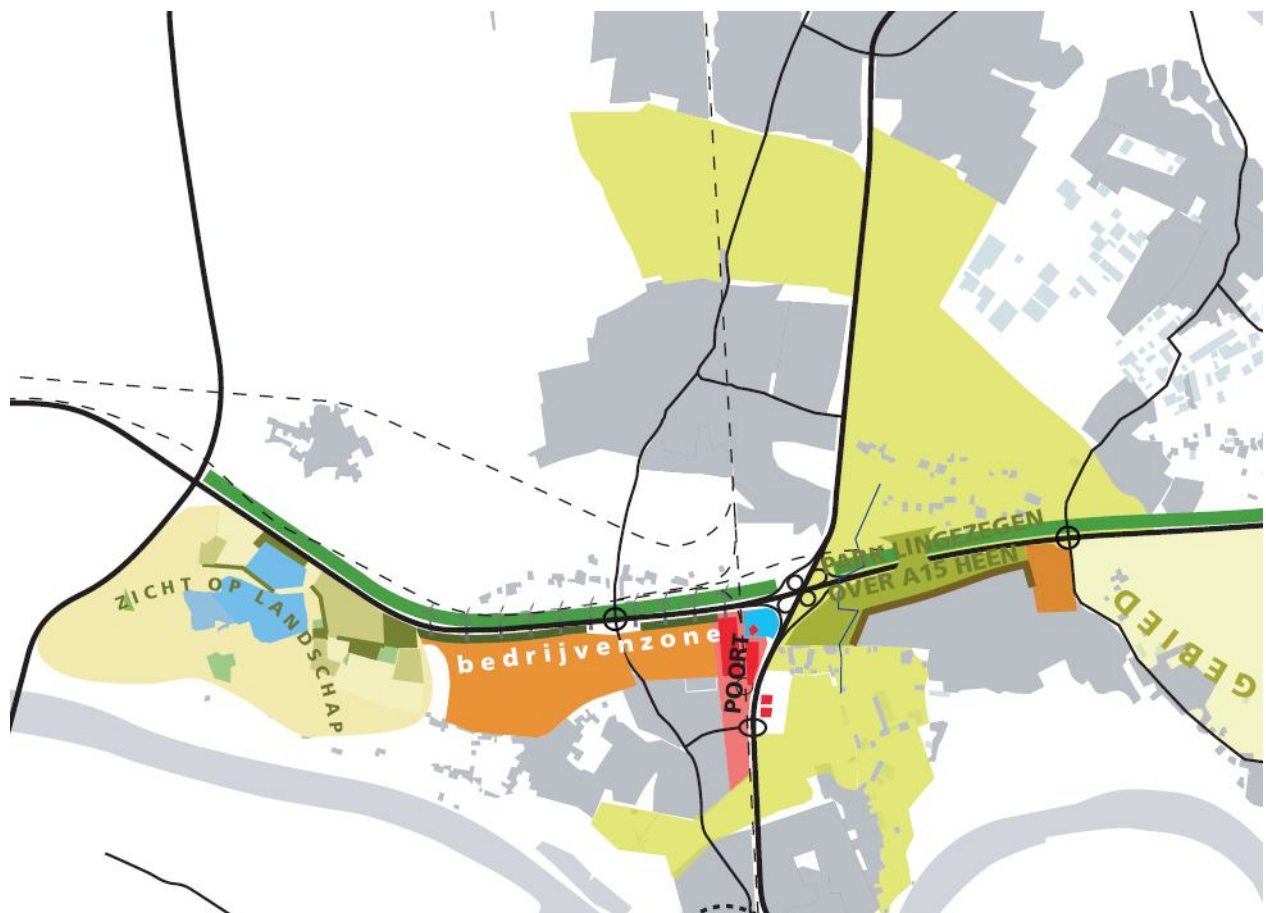 ZICHT OP LANDSCHAP
bedrijvenzone
POORT
PARK LINGEZEGEN
OVER A15 HEEN
GEBIED